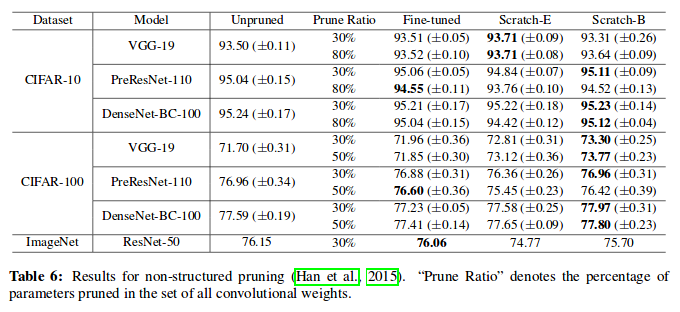 Dataset Model Unpruned Prune Ratio Fine-tuned Scratch-E Scratch-B
CIFAR-10 VGG-19 93.50 (±0.11) 30% 93.51 (±0.05) 93.71 (±0.09) 93.31 (±0.26)
80% 93.52 (±0.10) 93.71 (±0.08) 93.64 (±0.09)
PreResNet-110 95.04 (±0.15) 30% 95.06 (±0.05) 94.84 (±0.07) 95.11 (±0.09)
80% 94.55 (±0.11) 93.76 (±0.10) 94.52 (±0.13)
DenseNet-BC-100 95.24 (±0.17) 30% 95.21 (±0.17) 95.22 (±0.18) 95.23 (±0.14)
80% 95.04 (±0.15) 94.42 (±0.12) 95.12 (±0.04)
CIFAR-100 VGG-19 71.70 (±0.31) 30% 71.96 (±0.36) 72.81 (±0.31) 73.30 (±0.25)
50% 71.85 (±0.30) 73.12 (±0.36) 73.77 (±0.23)
PreResNet-110 76.96 (±0.34) 30% 76.88 (±0.31) 76.36 (±0.26) 76.96 (±0.31)
50% 76.60 (±0.36) 75.45 (±0.23) 76.42 (±0.39)
DenseNet-BC-100 77.59 (±0.19) 30% 77.23 (±0.05) 77.58 (±0.25) 77.97 (±0.31)
50% 77.41 (±0.14) 77.65 (±0.09) 77.80 (±0.23)
ImageNet ResNet-50 76.15 30% 76.06 74.77 75.70
Table 6: Results for non-structured pruning (Han et al., 2015). “Prune Ratio” denotes the percentage of
parameters pruned in the set of all convolutional weights.